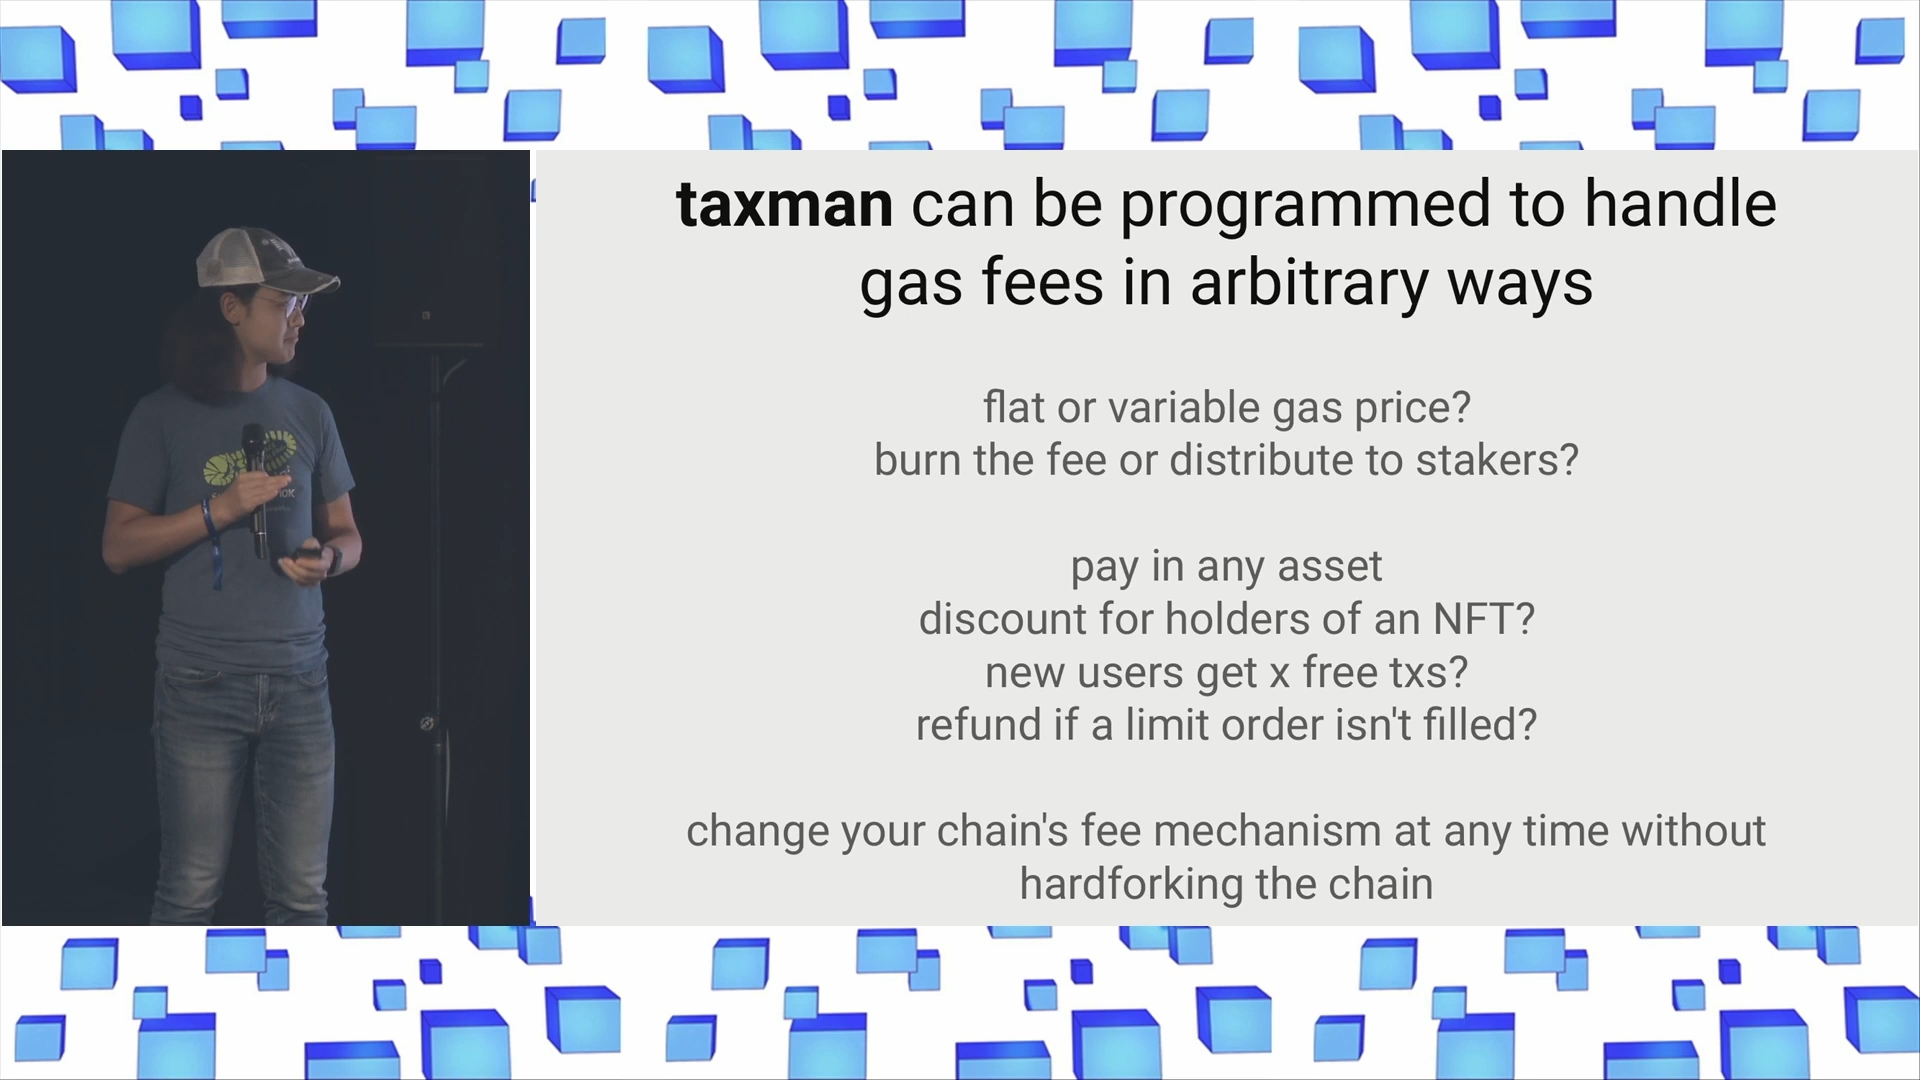 taxman can be programmed to handle
gas fees in arbitrary ways
flat or variable gas price?
burn the fee or distribute to stakers?
pay in any asset
discount for holders of an NFT?
new users get x free txs?
refund if a limit order isn't filled?
change your chain's fee mechanism at any time without
hardforking the chain